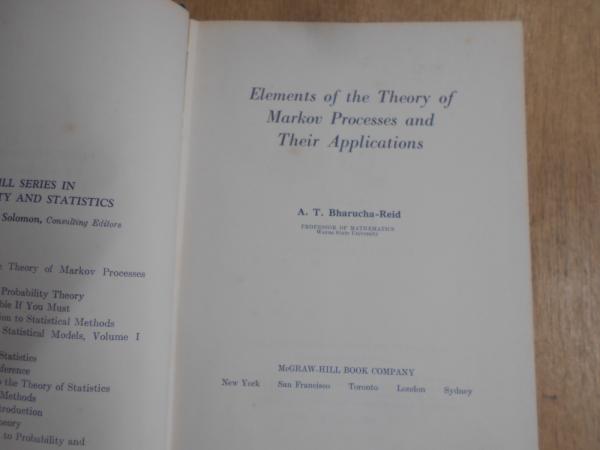 ILL SERIES IN
TY AND STATISTICS
Solomon, Consulting Editors
Theory of Markov Processes
Probability Theory
ble If You Must
ion to Statistical Methods
Statistical Models, Volume I
Statistics
ference
o the Theory of Statistics
Methods
troduction
heory
to Probability and
Elements of the Theory of
Markov Processes and
Their Applications
A. T. Bharucha-Reid
PROFESSOR OF MATHEMATICS
Wayne State University
McGRAW-HILL BOOK COMPANY
New York San Francisco Toronto London Sydney